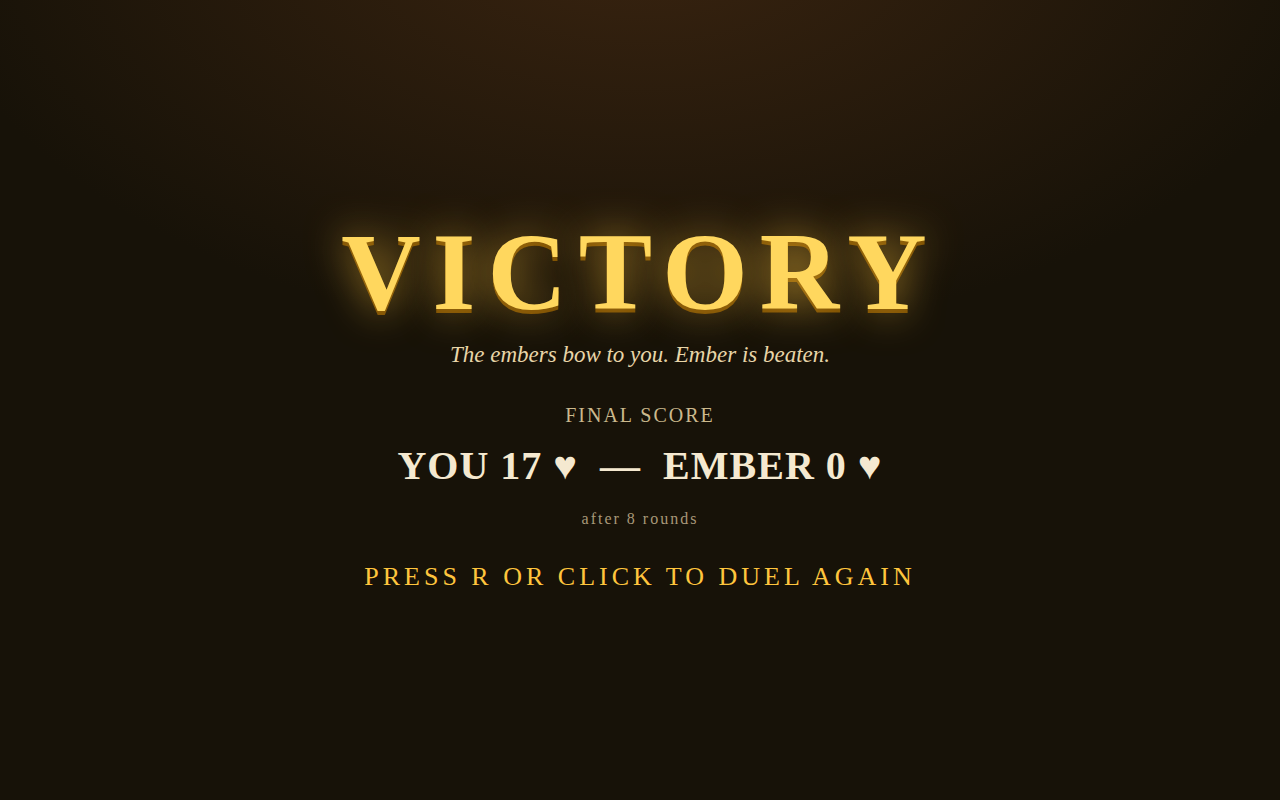 VICTORY
The embers bow to you. Ember is beaten.
FINAL SCORE
YOU 17 ♥ — EMBER 0 ♥
after 8 rounds
PRESS R OR CLICK TO DUEL AGAIN